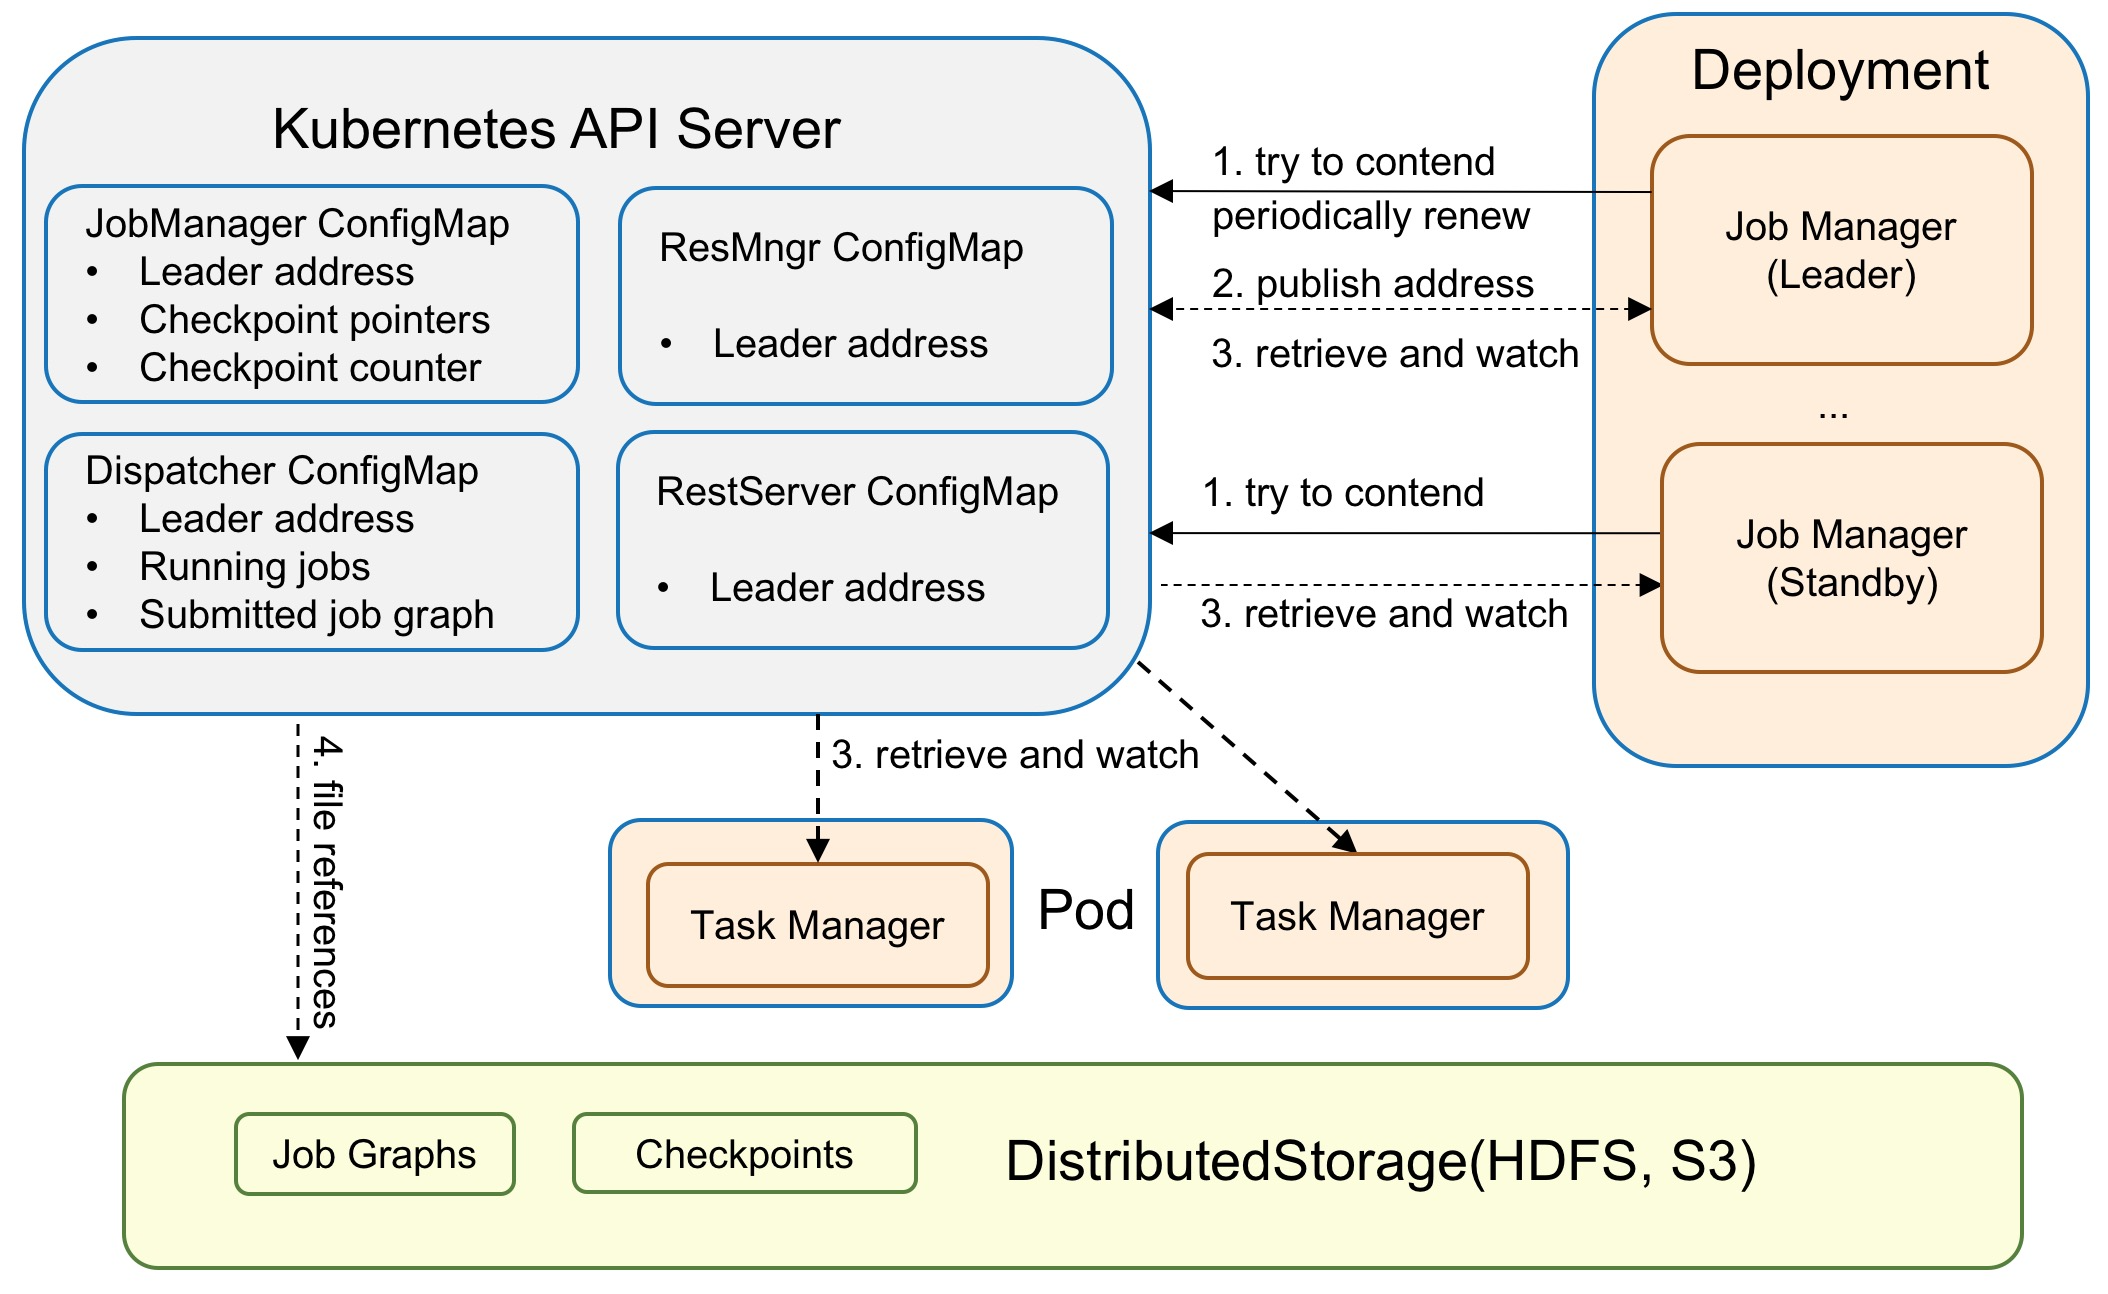 Kubernetes API Server
JobManager ConfigMap
• Leader address
• Checkpoint pointers
• Checkpoint counter
ResMngr ConfigMap
• Leader address
Dispatcher ConfigMap
• Leader address
• Running jobs
• Submitted job graph
RestServer ConfigMap
• Leader address
1. try to contend
periodically renew
2. publish address
3. retrieve and watch
1. try to contend
3. retrieve and watch
Deployment
Job Manager
(Leader)
...
Job Manager
(Standby)
4. file references
3. retrieve and watch
Task Manager
Pod
Task Manager
Job Graphs
Checkpoints
DistributedStorage(HDFS, S3)